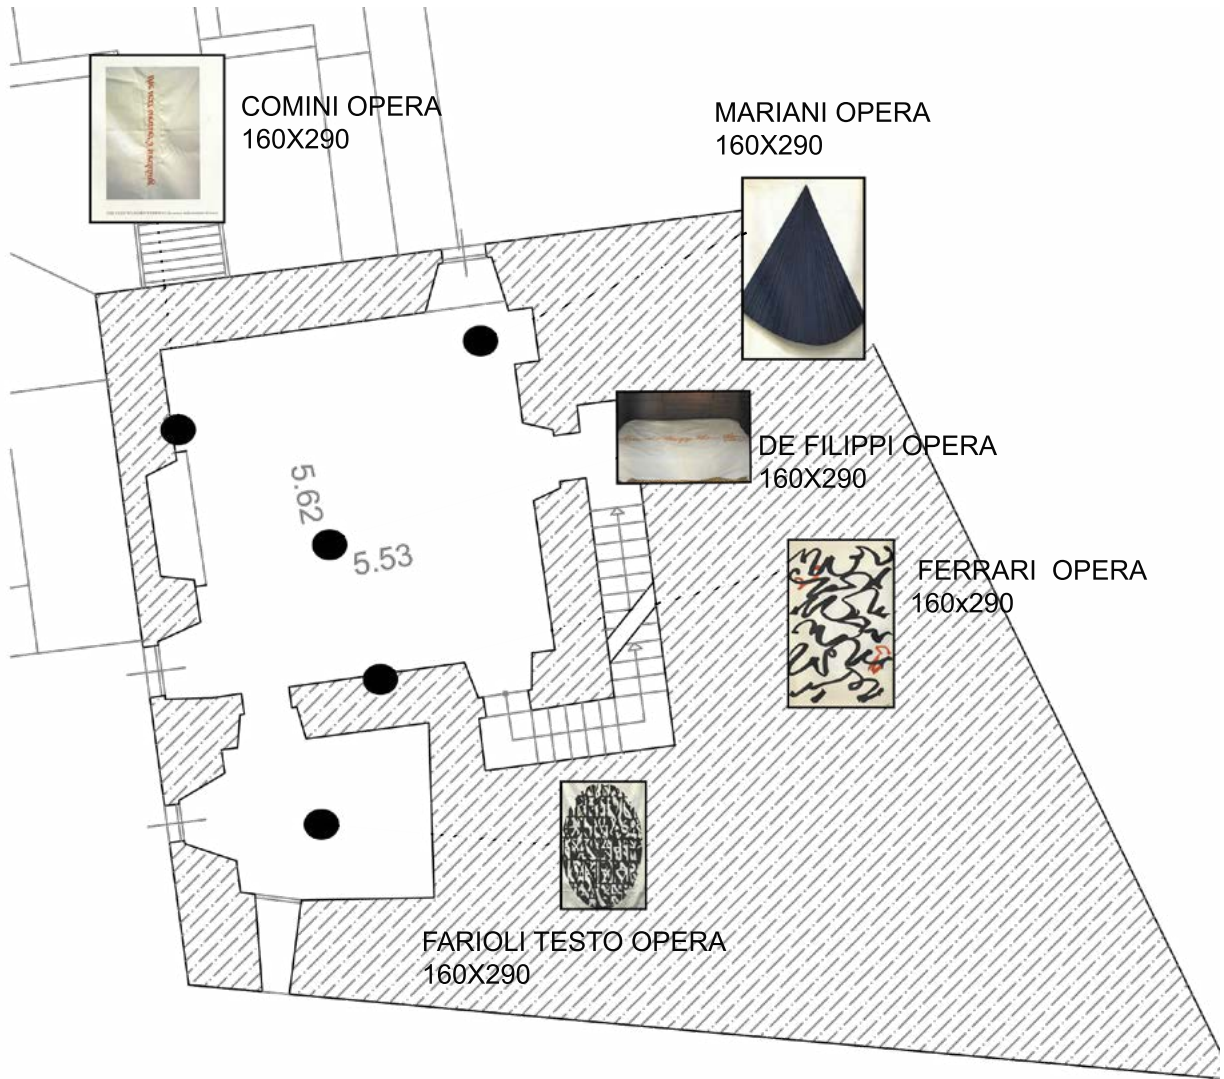 COMINI OPERA
160X290
MARIANI OPERA
160X290
DE FILIPPI OPERA
160X290
5.62
5.53
FERRARI OPERA
160x290
FARIOLI TESTO OPERA
160X290